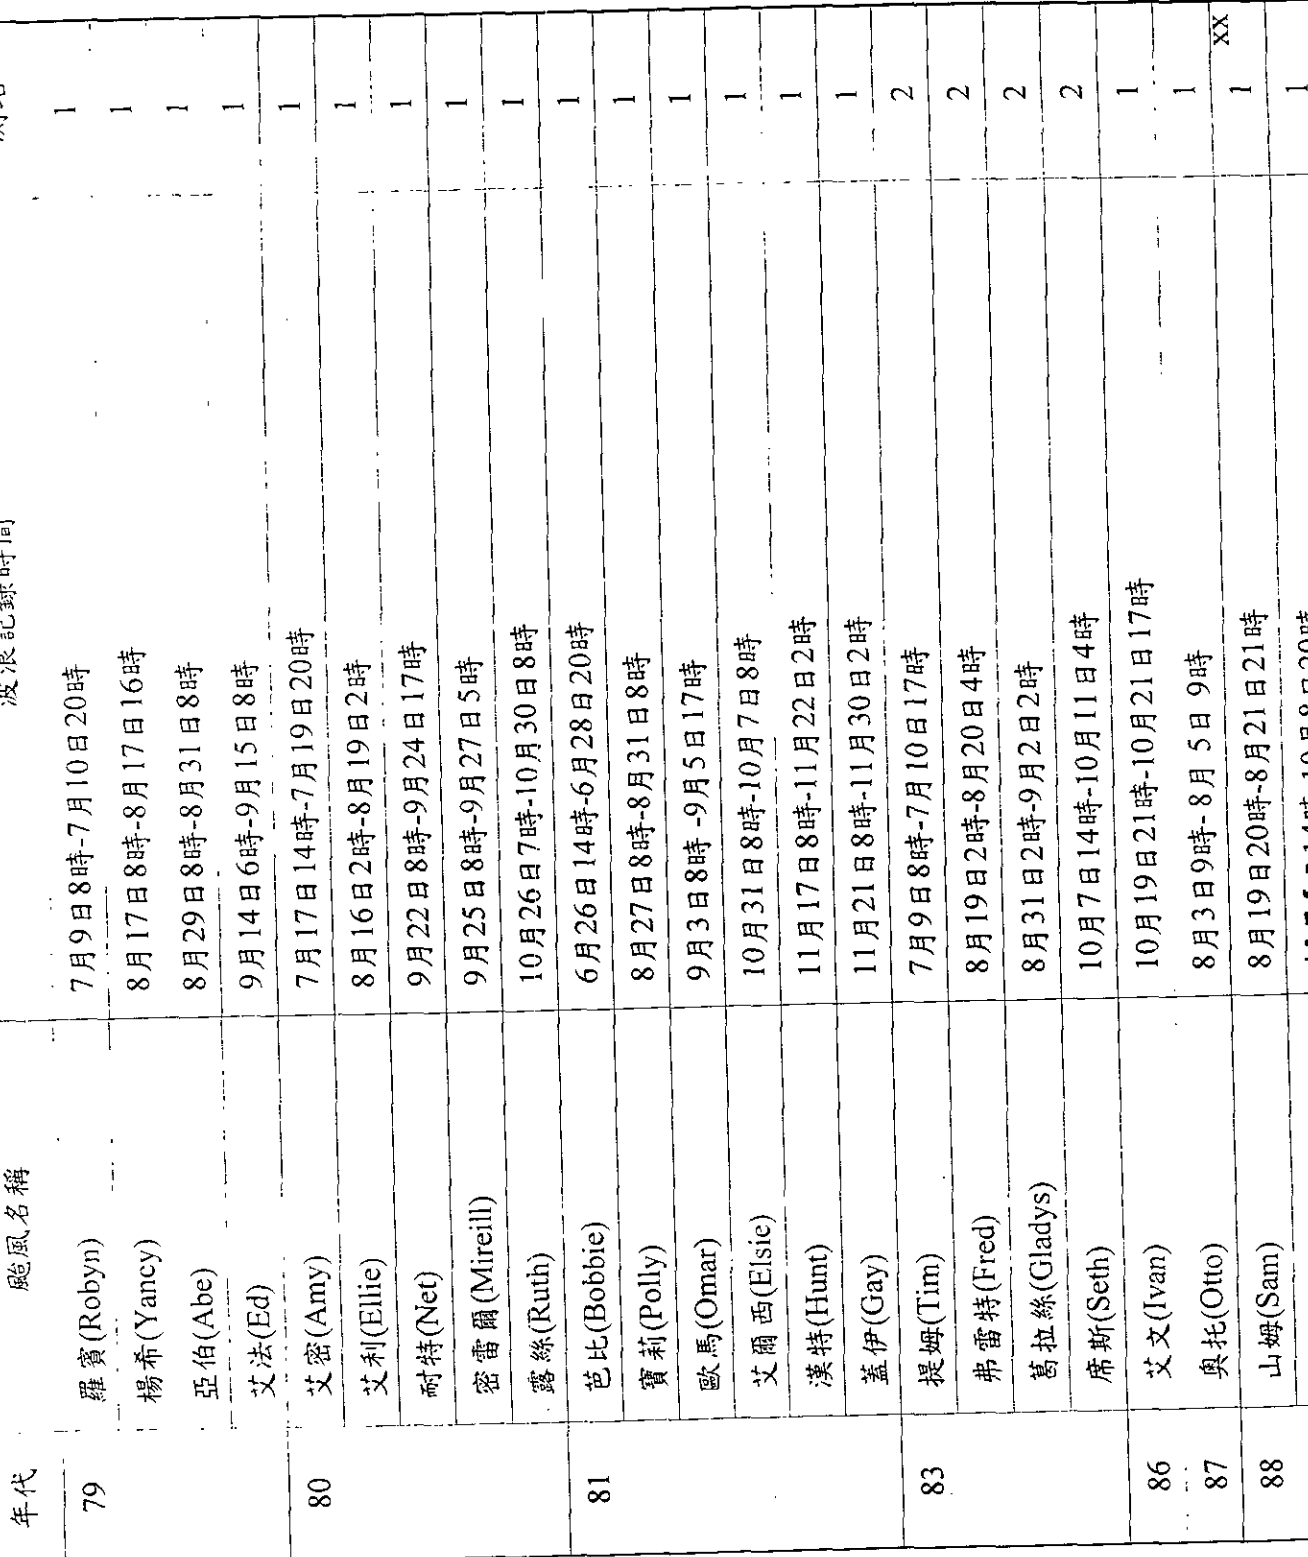 年代 颱風名稱 波浪記錄時間
79 羅賓(Robyn) 7月9日8時-7月10日20時 1
楊希(Yancy) 8月17日8時-8月17日16時 1
亞伯(Abe) 8月29日8時-8月31日8時 1
艾法(Ed) 9月14日6時-9月15日8時 1
80 艾密(Amy) 7月17日14時-7月19日20時 1
艾利(Ellie) 8月16日2時-8月19日2時 1
耐特(Net) 9月22日8時-9月24日17時 1
密雷爾(Mireill) 9月25日8時-9月27日5時 1
露絲(Ruth) 10月26日7時-10月30日8時 1
81 芭比(Bobbie) 6月26日14時-6月28日20時 1
寶莉(Polly) 8月27日8時-8月31日8時 1
歐馬(Omar) 9月3日8時-9月5日17時 1
艾爾西(Elsie) 10月31日8時-10月7日8時 1
漢特(Hunt) 11月17日8時-11月22日2時 1
蓋伊(Gay) 11月21日8時-11月30日2時 1
83 提姆(Tim) 7月9日8時-7月10日17時 2
弗雷特(Fred) 8月19日2時-8月20日4時 2
葛拉絲(Gladys) 8月31日2時-9月2日2時 2
席斯(Seth) 10月7日14時-10月11日4時 2
86 艾文(Ivan) 10月19日21時-10月21日17時 1
87 奧托(Otto) 8月3日9時-8月5日9時 1
xx
88 山姆(Sam) 8月19日20時-8月21日21時 1
1